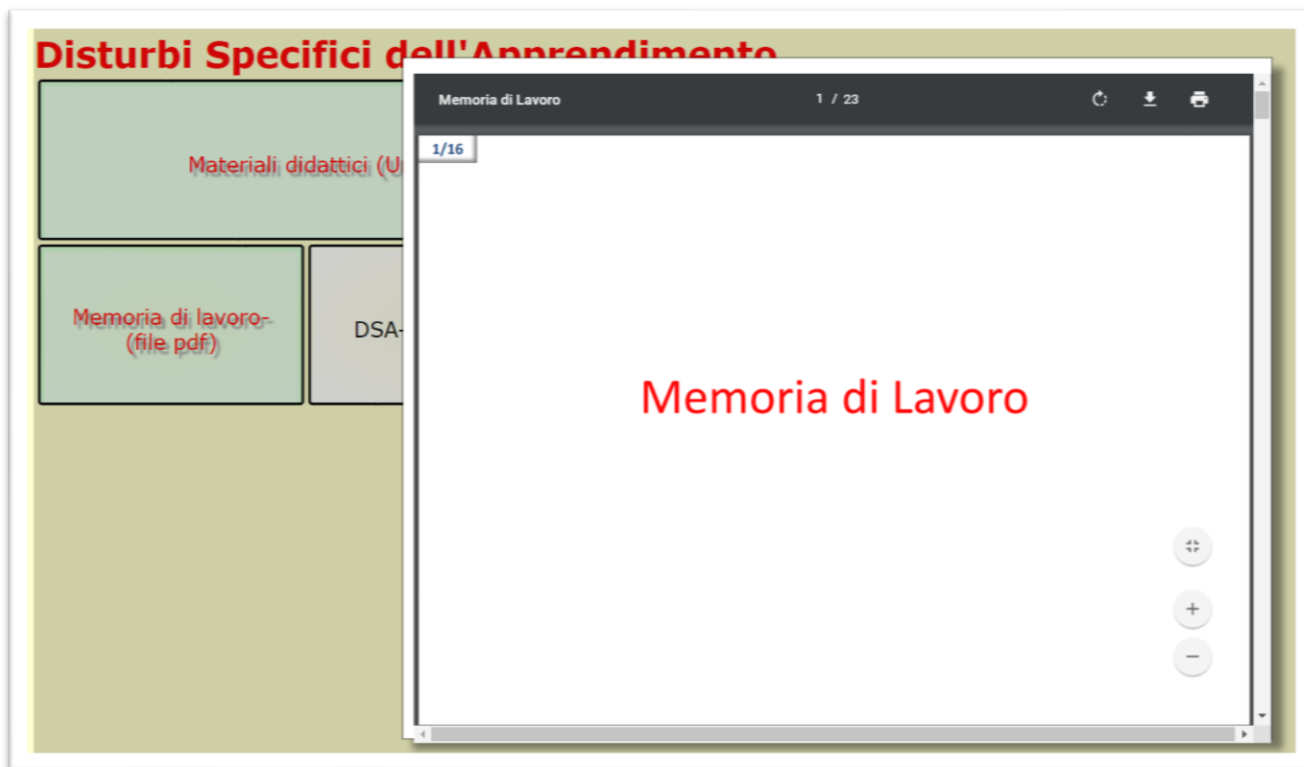 Disturbi Specifici dell'Apprendimento
Materiali didattici (U
Memoria di lavoro-
(file pdf)
DSA-
Memoria di Lavoro
1 / 23
1/16
Memoria di Lavoro